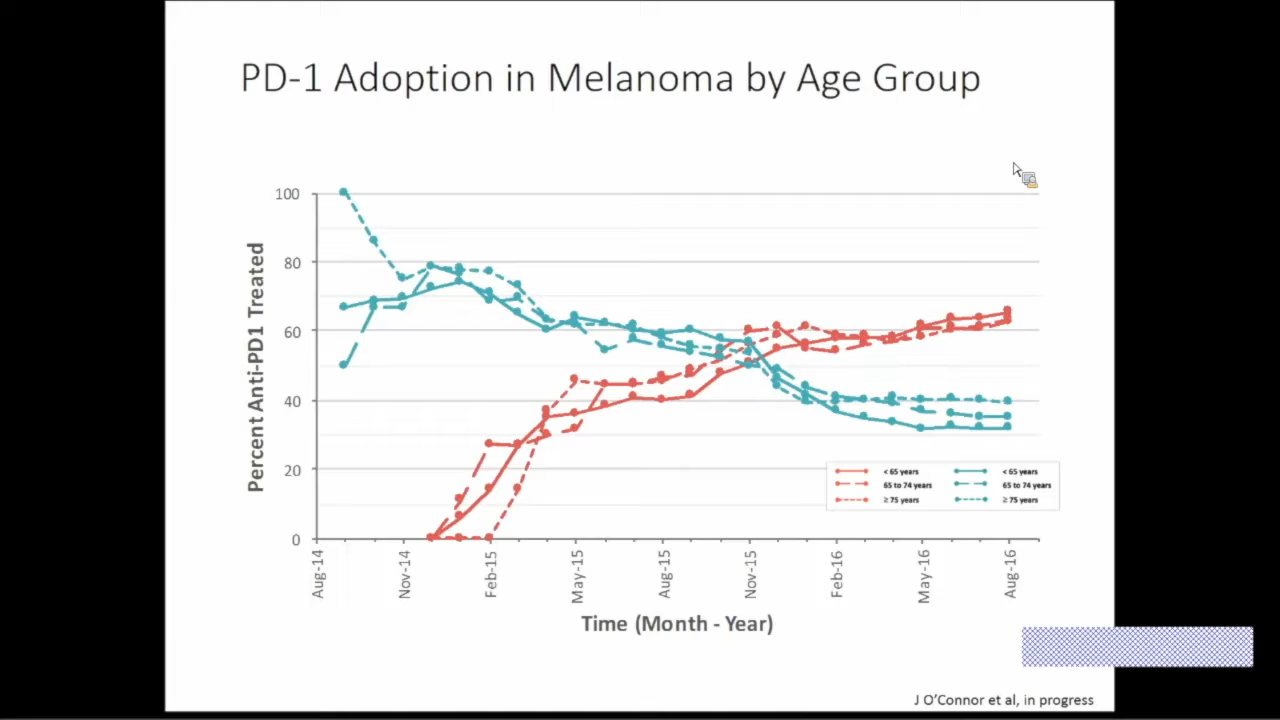 PD-1 Adoption in Melanoma by Age Group
Percent Anti-PD1 Treated
100
80
60
40
20
0
Aug-14
Nov-14
Feb-15
May-15
Aug-15
Nov-15
Feb-16
May-16
Aug-16
Time (Month - Year)
< 65 years
65 to 74 years
≥ 75 years
< 65 years
65 to 74 years
≥ 75 years
J O'Connor et al, in progress